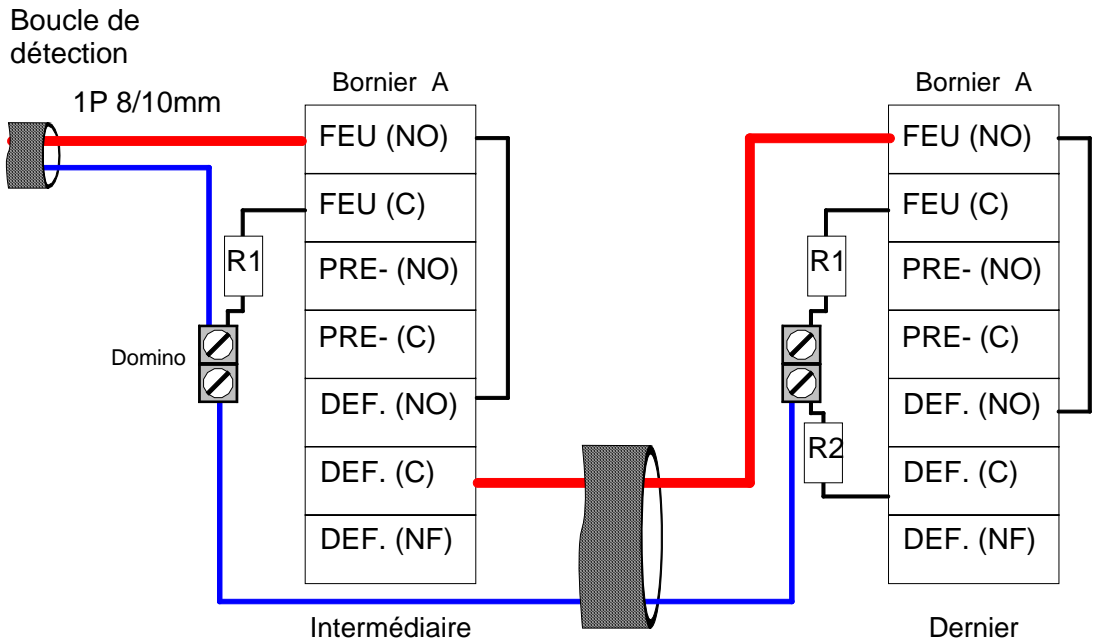 Boucle de
détection
1P 8/10mm
Bornier A
FEU (NO)
FEU (C)
PRE- (NO)
PRE- (C)
DEF. (NO)
DEF. (C)
DEF. (NF)
R1
Domino
Intermédiaire
Bornier A
FEU (NO)
FEU (C)
PRE- (NO)
PRE- (C)
DEF. (NO)
DEF. (C)
DEF. (NF)
R1
R2
Dernier